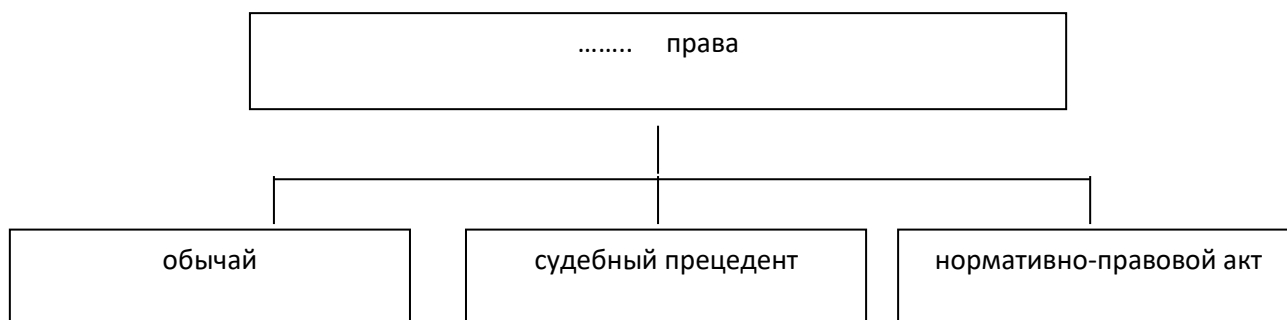 …….. права
обычай
судебный прецедент
нормативно-правовой акт